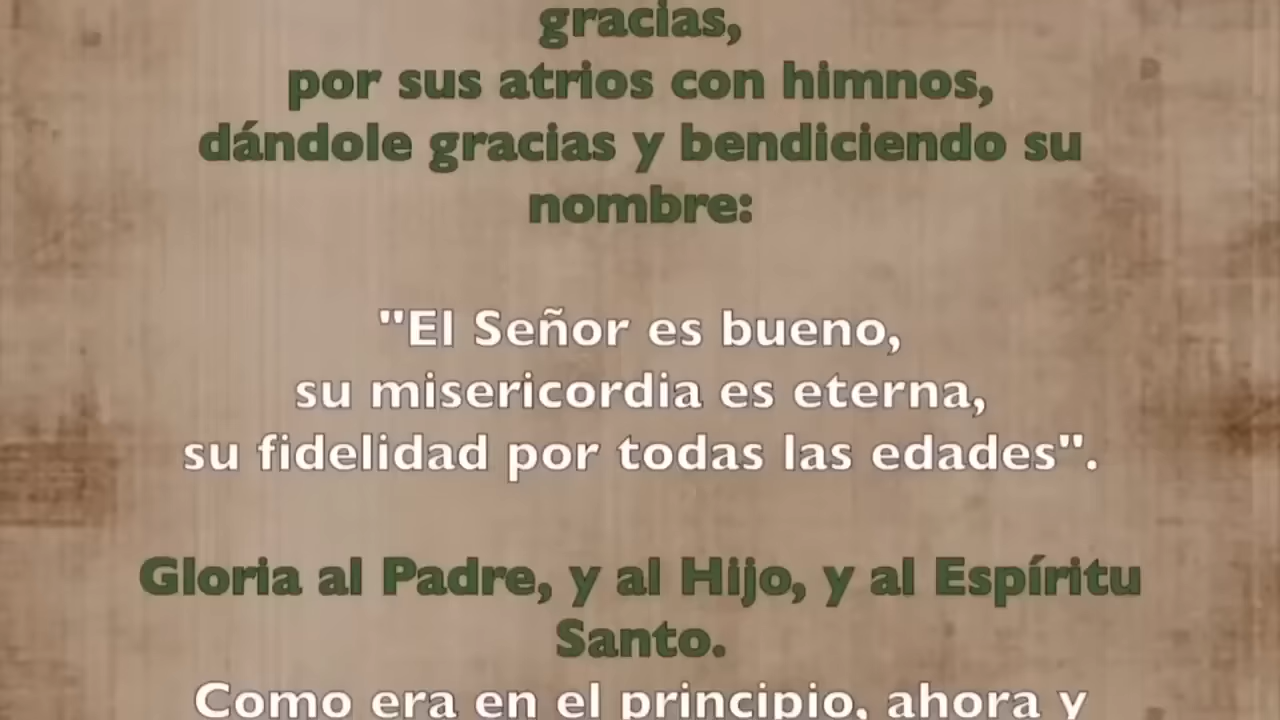 gracias,
por sus atrios con himnos,
dándole gracias y bendiciendo su
nombre:
"El Señor es bueno,
su misericordia es eterna,
su fidelidad por todas las edades".
Gloria al Padre, y al Hijo, y al Espíritu
Santo.
Como era en el principio, ahora y